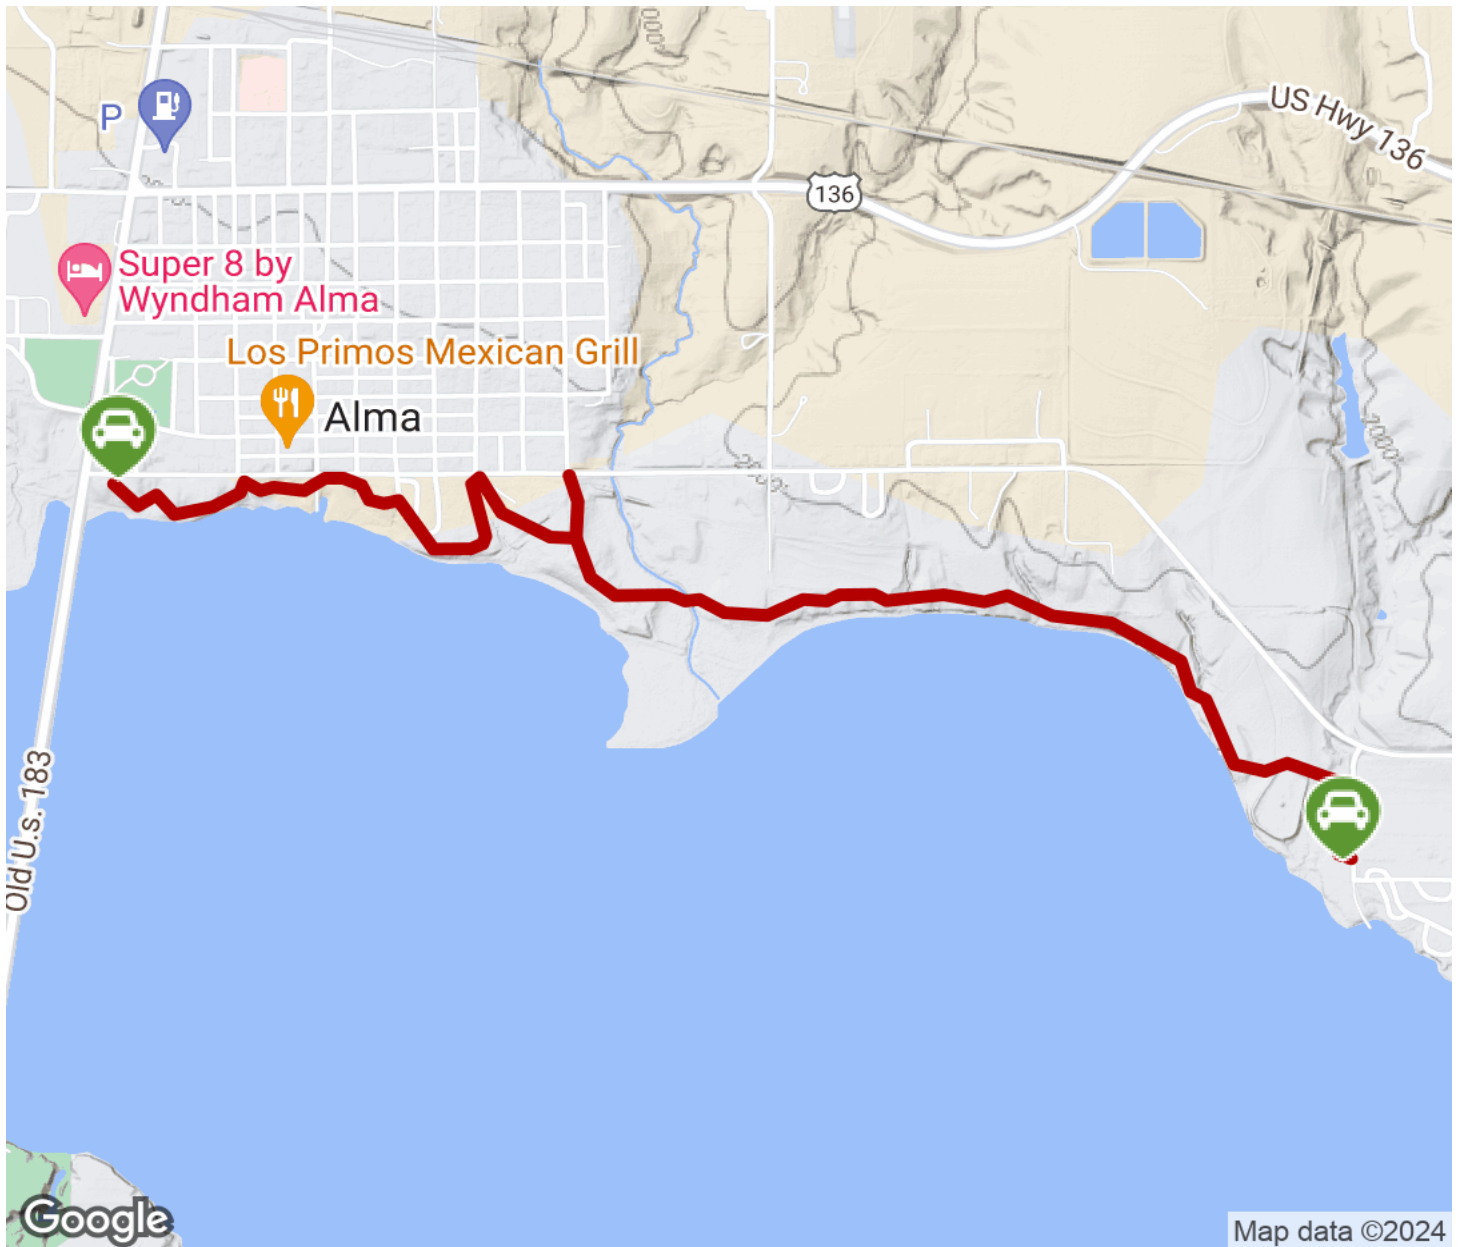 US Hwy 136
P
136
Super 8 by
Wyndham Alma
Los Primos Mexican Grill
Alma
2000'
Old U.s. 183
Google
Map data ©2024